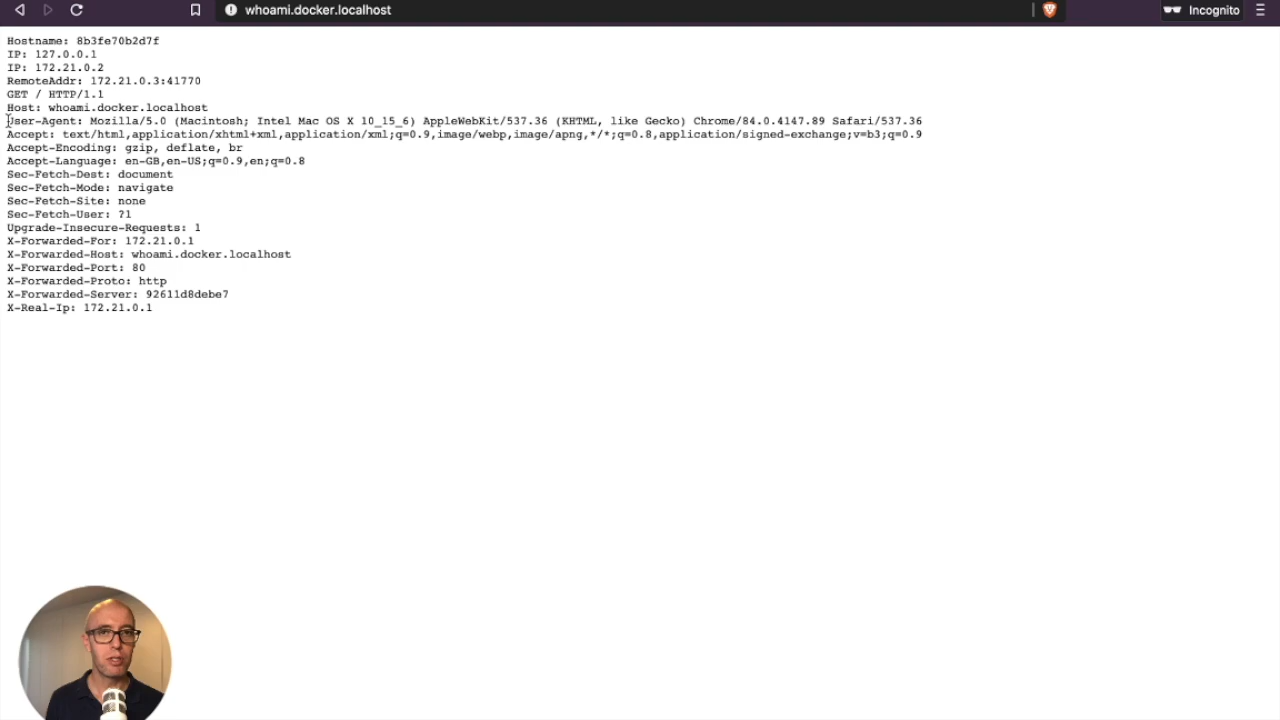 whoami.docker.localhost
Incognito
Hostname: 8b3fe70b2d7f
IP: 127.0.0.1
IP: 172.21.0.2
RemoteAddr: 172.21.0.3:41770
GET / HTTP/1.1
Host: whoami.docker.localhost
User-Agent: Mozilla/5.0 (Macintosh; Intel Mac OS X 10_15_6) AppleWebKit/537.36 (KHTML, like Gecko) Chrome/84.0.4147.89 Safari/537.36
Accept: text/html,application/xhtml+xml,application/xml;q=0.9,image/webp,image/apng,*/*;q=0.8,application/signed-exchange;v=b3;q=0.9
Accept-Encoding: gzip, deflate, br
Accept-Language: en-GB,en-US;q=0.9,en;q=0.8
Sec-Fetch-Dest: document
Sec-Fetch-Mode: navigate
Sec-Fetch-Site: none
Sec-Fetch-User: ?1
Upgrade-Insecure-Requests: 1
X-Forwarded-For: 172.21.0.1
X-Forwarded-Host: whoami.docker.localhost
X-Forwarded-Port: 80
X-Forwarded-Proto: http
X-Forwarded-Server: 92611d8debe7
X-Real-Ip: 172.21.0.1